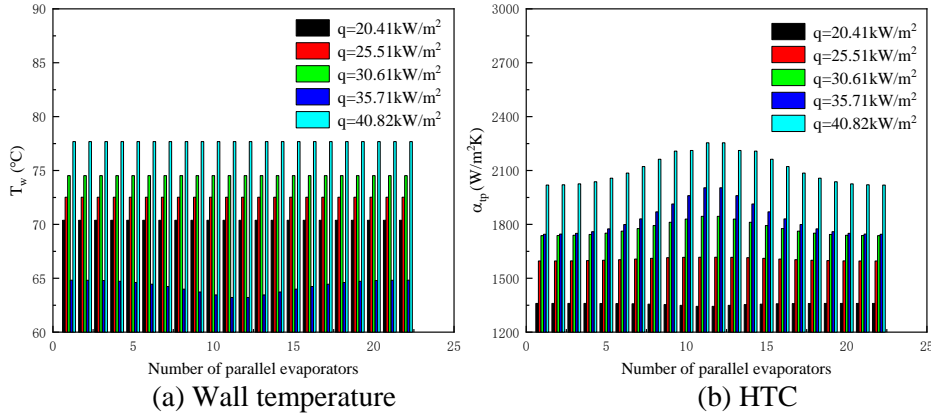 90
85
80
75
70
65
60
T_w (°C)
q=20.41kW/m²
q=25.51kW/m²
q=30.61kW/m²
q=35.71kW/m²
q=40.82kW/m²
0 5 10 15 20 25
Number of parallel evaporators
(a) Wall temperature
3000
2700
2400
2100
1800
1500
1200
α_tp (W/m²K)
q=20.41kW/m²
q=25.51kW/m²
q=30.61kW/m²
q=35.71kW/m²
q=40.82kW/m²
0 5 10 15 20 25
Number of parallel evaporators
(b) HTC